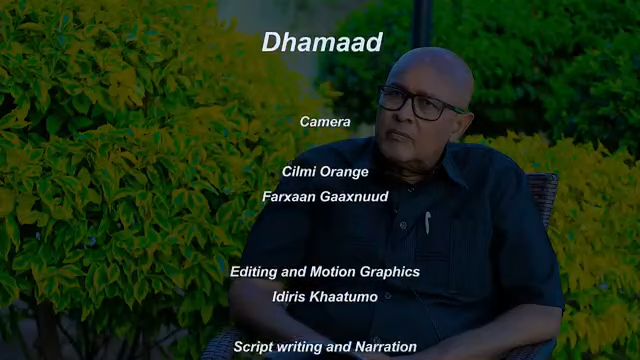 Dhamaad
Camera
Cilmi Orange
Farxaan Gaaxnuud
Editing and Motion Graphics
Idiris Khaatumo
Script writing and Narration